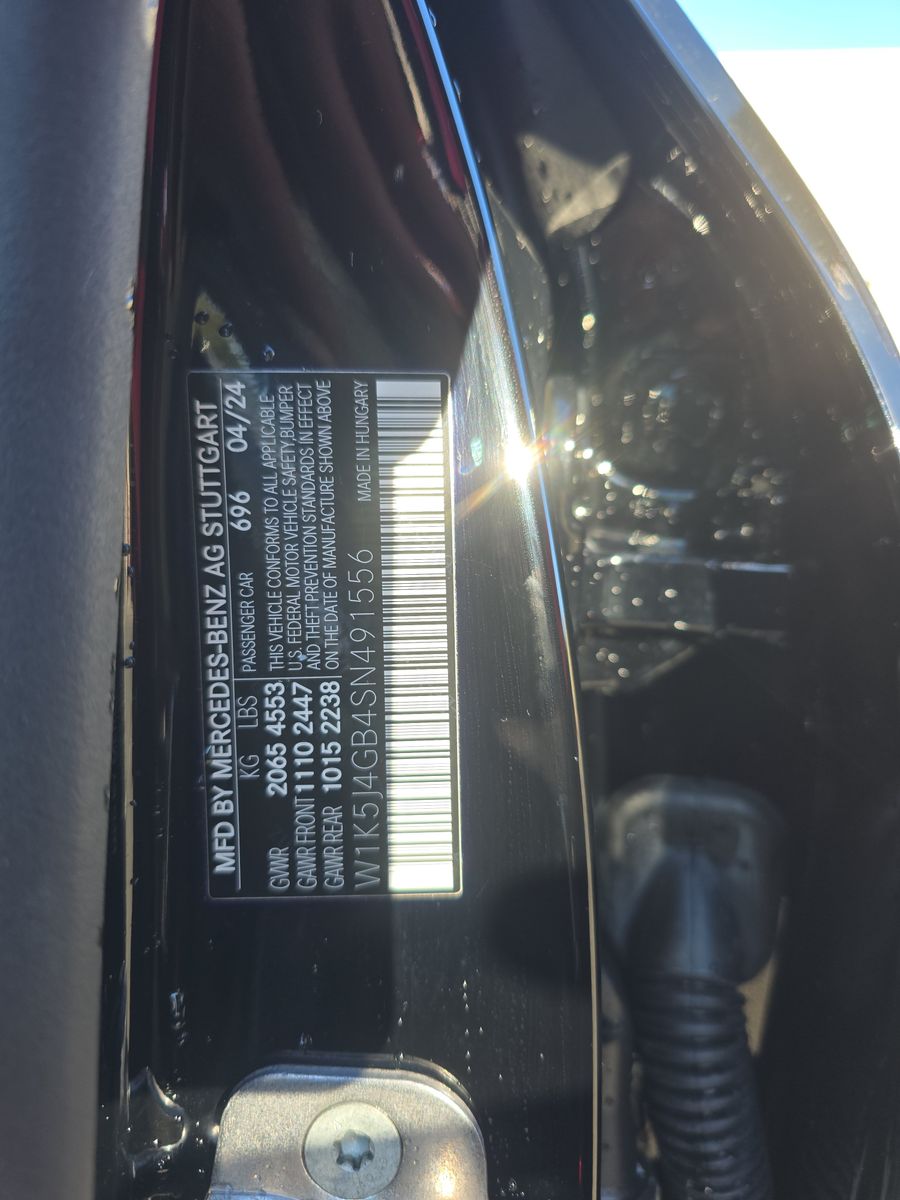 MFD BY MERCEDES-BENZ AG STUTTGART
KG LBS PASSENGER CAR 696 04/24
GVWR 2065 4553 THIS VEHICLE CONFORMS TO ALL APPLICABLE
GAWR FRONT 1110 2447 U.S. FEDERAL MOTOR VEHICLE SAFETY,BUMPER
GAWR REAR 1015 2238 AND THEFT PREVENTION STANDARDS IN EFFECT
ON THE DATE OF MANUFACTURE SHOWN ABOVE
W1K5J4GB4SN491556 MADE IN HUNGARY